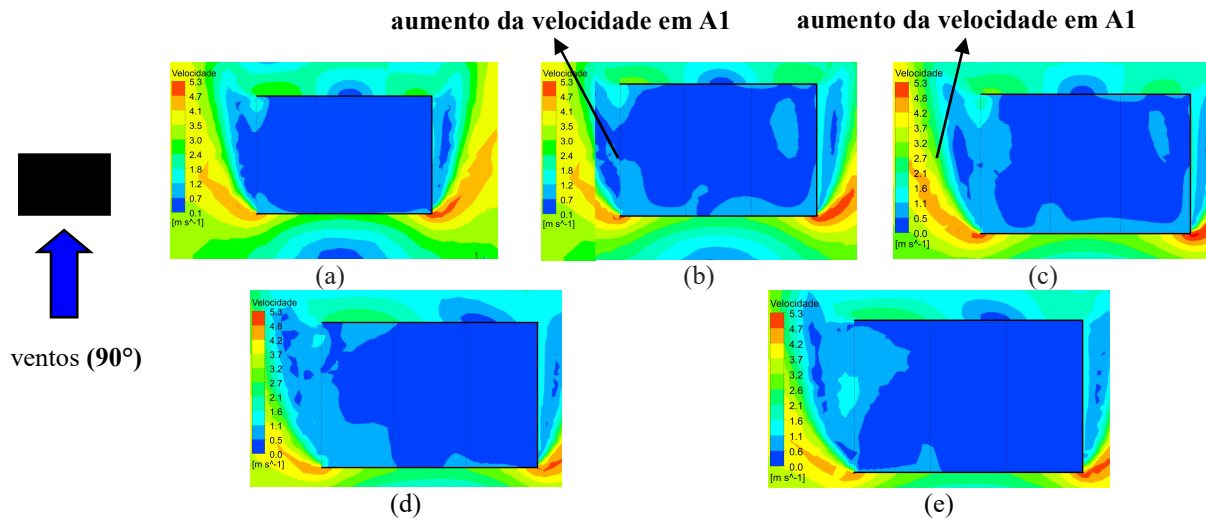 aumento da velocidade em A1
aumento da velocidade em A1
Velocidade
5.3
4.7
4.1
3.5
3.0
2.4
1.8
1.2
0.7
0.1
[m s^-1]
(a)
Velocidade
5.3
4.7
4.1
3.5
3.0
2.4
1.8
1.2
0.7
0.1
[m s^-1]
(b)
Velocidade
5.3
4.8
4.2
3.7
3.2
2.7
2.1
1.6
1.1
0.5
0.0
[m s^-1]
(c)
ventos (90°)
Velocidade
5.3
4.8
4.2
3.7
3.2
2.6
2.1
1.6
1.1
0.5
0.0
[m s^-1]
(d)
Velocidade
5.3
4.8
4.2
3.7
3.2
2.6
2.1
1.6
1.1
0.5
0.0
[m s^-1]
(e)